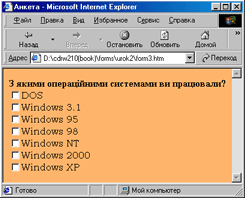 Анкета - Microsoft Internet Explorer
Файл Правка Вид Избранное Сервис Справка
Назад Вперед Остановить Обновить Домой
Адрес D:\cdrw210(book)\forms\urok2\form3.htm Переход
З якими операційними системами ви працювали?
DOS
Windows 3.1
Windows 95
Windows 98
Windows NT
Windows 2000
Windows XP
Готово Мой компьютер